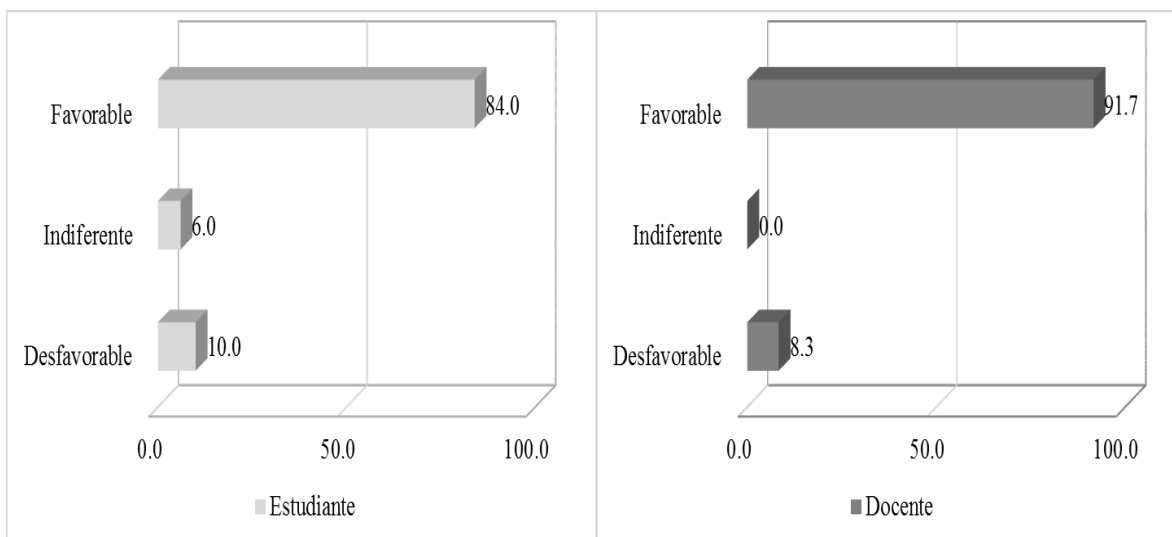 Favorable
84.0
Indiferente
6.0
Desfavorable
10.0
0.0 50.0 100.0
Estudiante
Favorable
91.7
Indiferente
0.0
Desfavorable
8.3
0.0 50.0 100.0
Docente